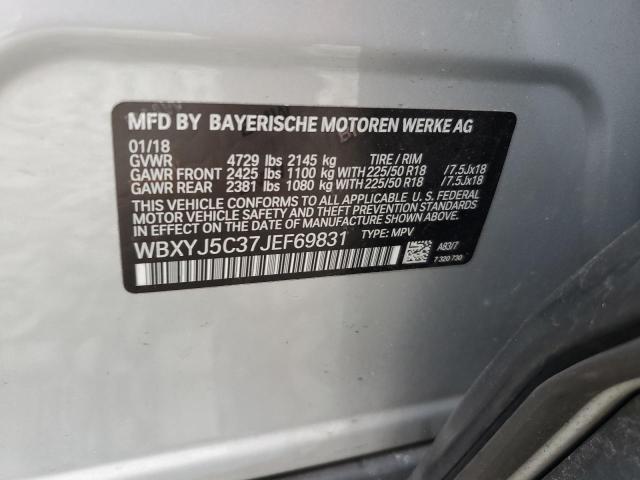 MFD BY BAYERISCHE MOTOREN WERKE AG
01/18
GVWR 4729 lbs 2145 kg TIRE / RIM
GAWR FRONT 2425 lbs 1100 kg WITH 225/50 R18 /7.5Jx18
GAWR REAR 2381 lbs 1080 kg WITH 225/50 R18 /7.5Jx18
THIS VEHICLE CONFORMS TO ALL APPLICABLE U.S. FEDERAL
MOTOR VEHICLE SAFETY AND THEFT PREVENTION STANDARDS
IN EFFECT ON THE DATE OF MANUFACTURE SHOWN ABOVE.
WBXYJ5C37JEF69831 TYPE: MPV
A93/7
7 320 730